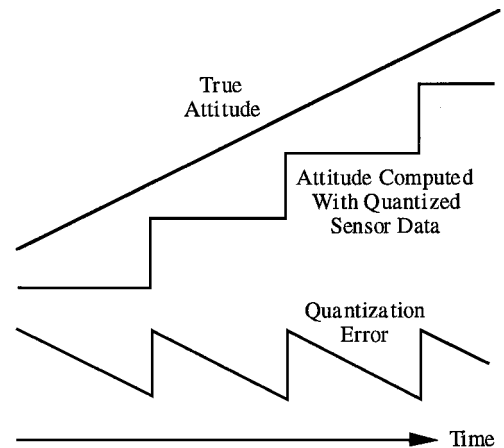 True
Attitude
Attitude Computed
With Quantized
Sensor Data
Quantization
Error
Time